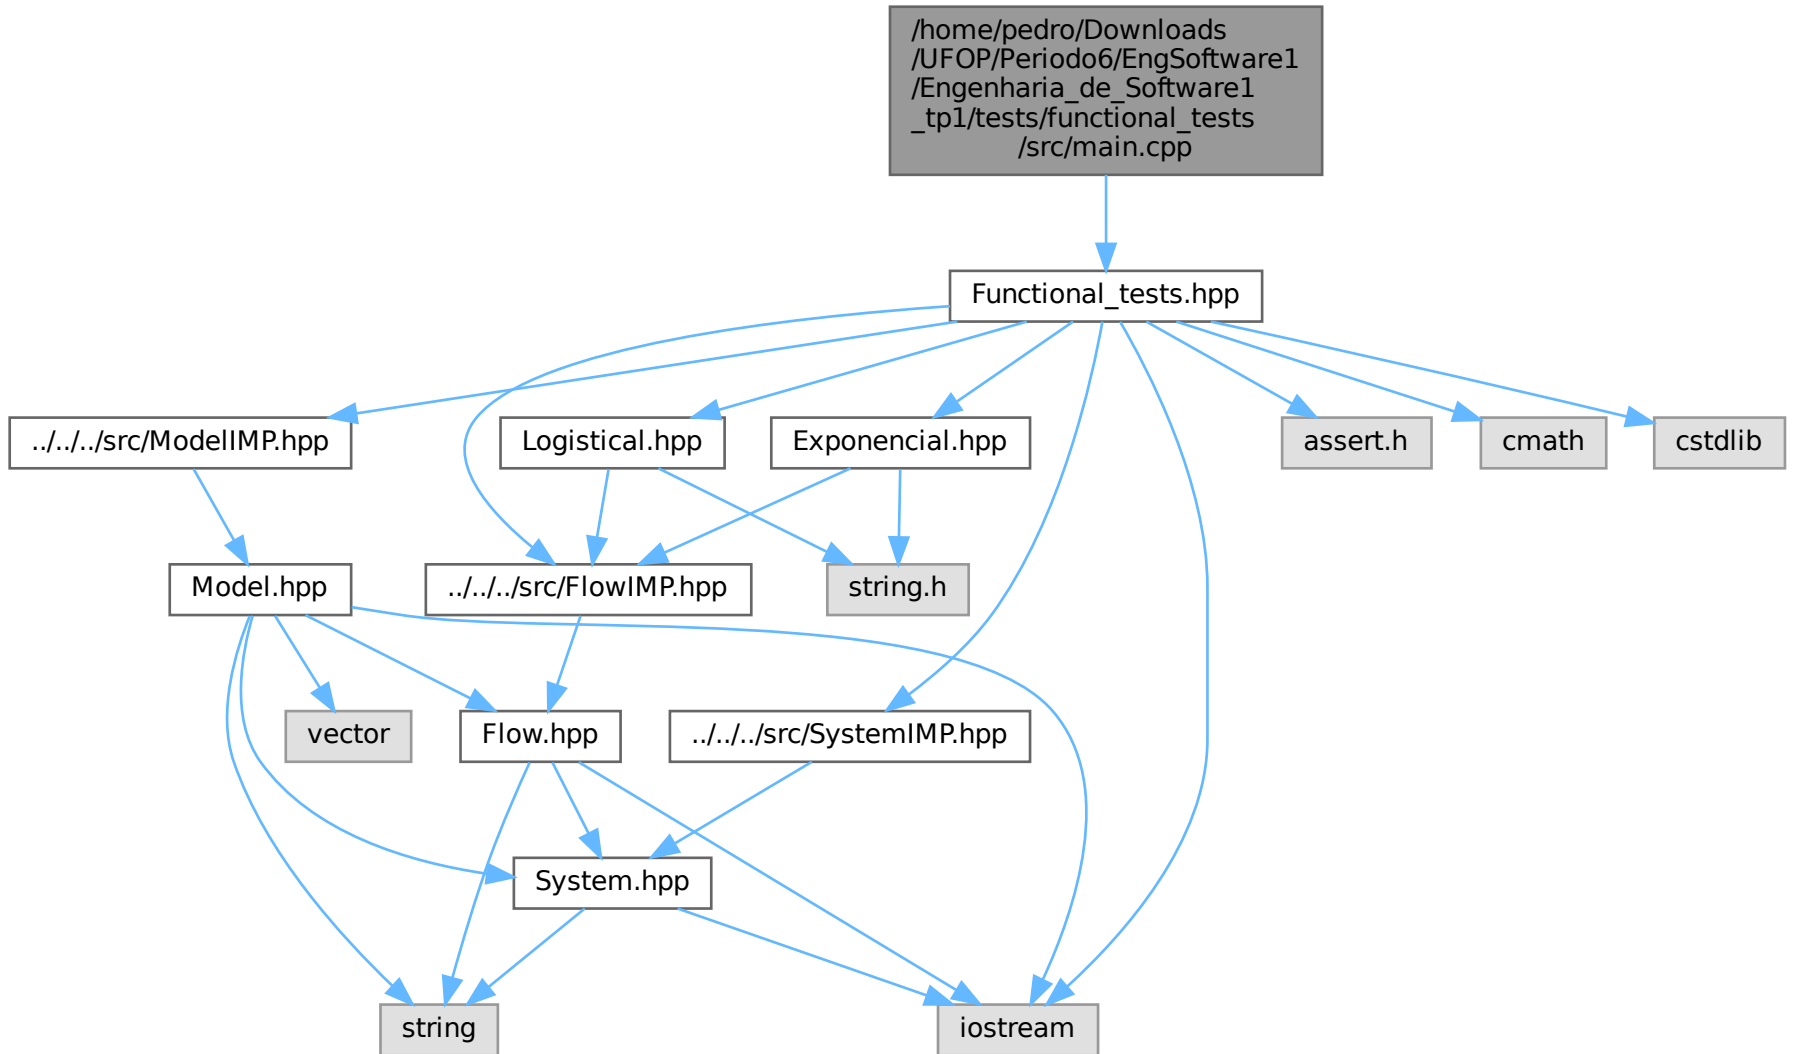 /home/pedro/Downloads
/UFOP/Periodo6/EngSoftware1
/Engenharia_de_Software1
_tp1/tests/functional_tests
/src/main.cpp
Functional_tests.hpp
../../../src/ModelIMP.hpp
Logistical.hpp
Exponencial.hpp
assert.h
cmath
cstdlib
Model.hpp
../../../src/FlowIMP.hpp
string.h
vector
Flow.hpp
../../../src/SystemIMP.hpp
System.hpp
string
iostream